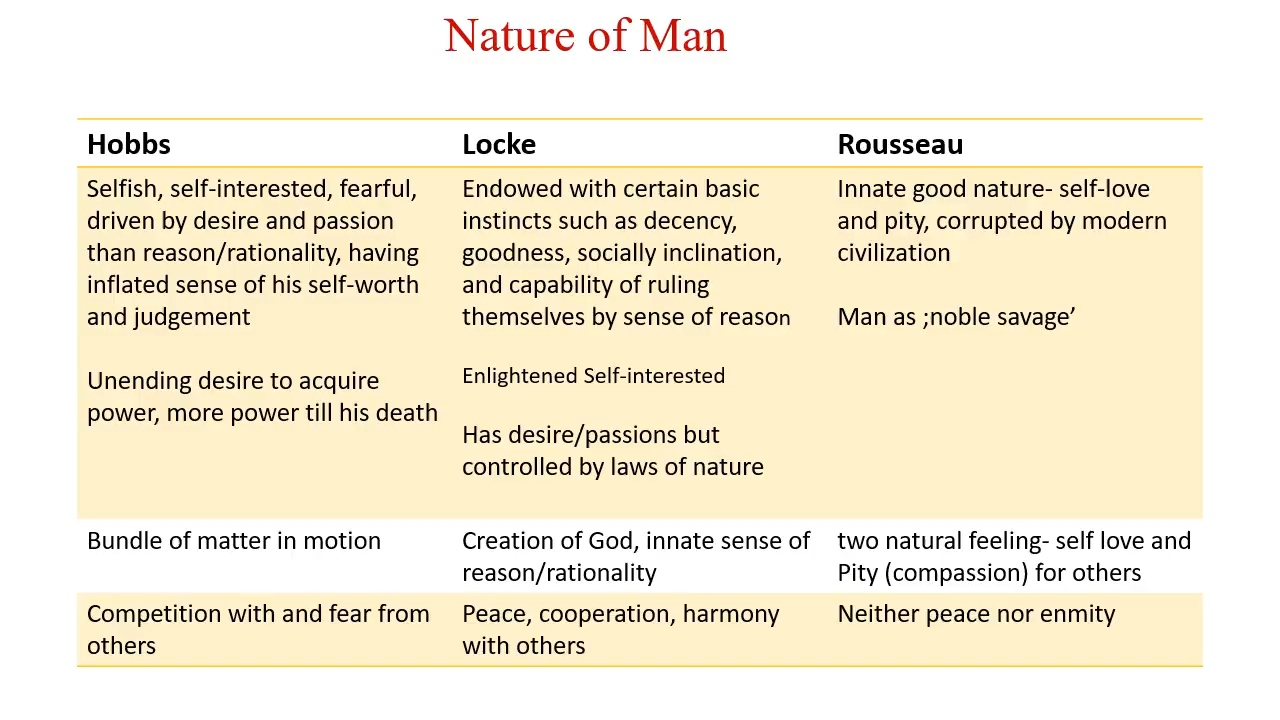 Nature of Man
Hobbs
Locke
Rousseau
Selfish, self-interested, fearful,
driven by desire and passion
than reason/rationality, having
inflated sense of his self-worth
and judgement
Unending desire to acquire
power, more power till his death
Endowed with certain basic
instincts such as decency,
goodness, socially inclination,
and capability of ruling
themselves by sense of reason
Enlightened Self-interested
Has desire/passions but
controlled by laws of nature
Innate good nature- self-love
and pity, corrupted by modern
civilization
Man as ;noble savage’
Bundle of matter in motion
Creation of God, innate sense of
reason/rationality
two natural feeling- self love and
Pity (compassion) for others
Competition with and fear from
others
Peace, cooperation, harmony
with others
Neither peace nor enmity